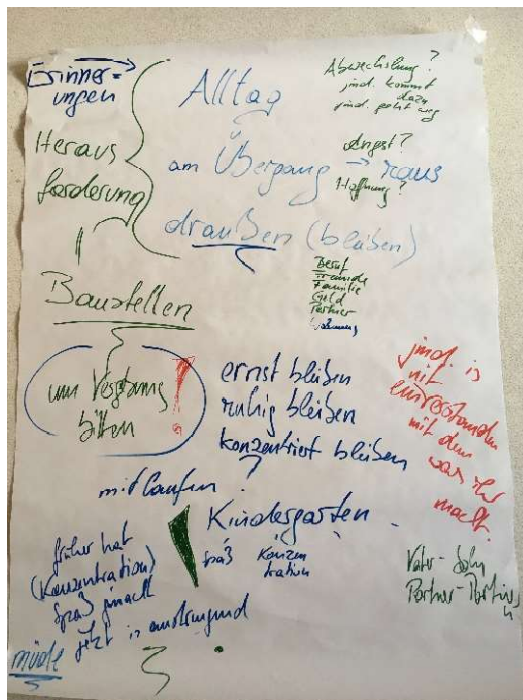 Erinner=
ungen
Heraus
forderung
Alltag
am Übergang → raus
draußen (bleiben)
Abwechslung?
jmd. kommt
dazu
jmd. geht weg
Angst?
Hoffnung?
Beruf
Freunde
Familie
Geld
Partner
Baustellen
um Vergebung
bitten
!
ernst bleiben
ruhig bleiben
konzentriert bleiben
?
jmd. is
nit
einverstanden
mit dem
was ihr
macht.
mitlaufen
Kindergarten
Spaß Konzen
tration
früher hat
(Konzentration)
Spaß gmacht
jetzt is anstrengend
müde
Vater - Sohn